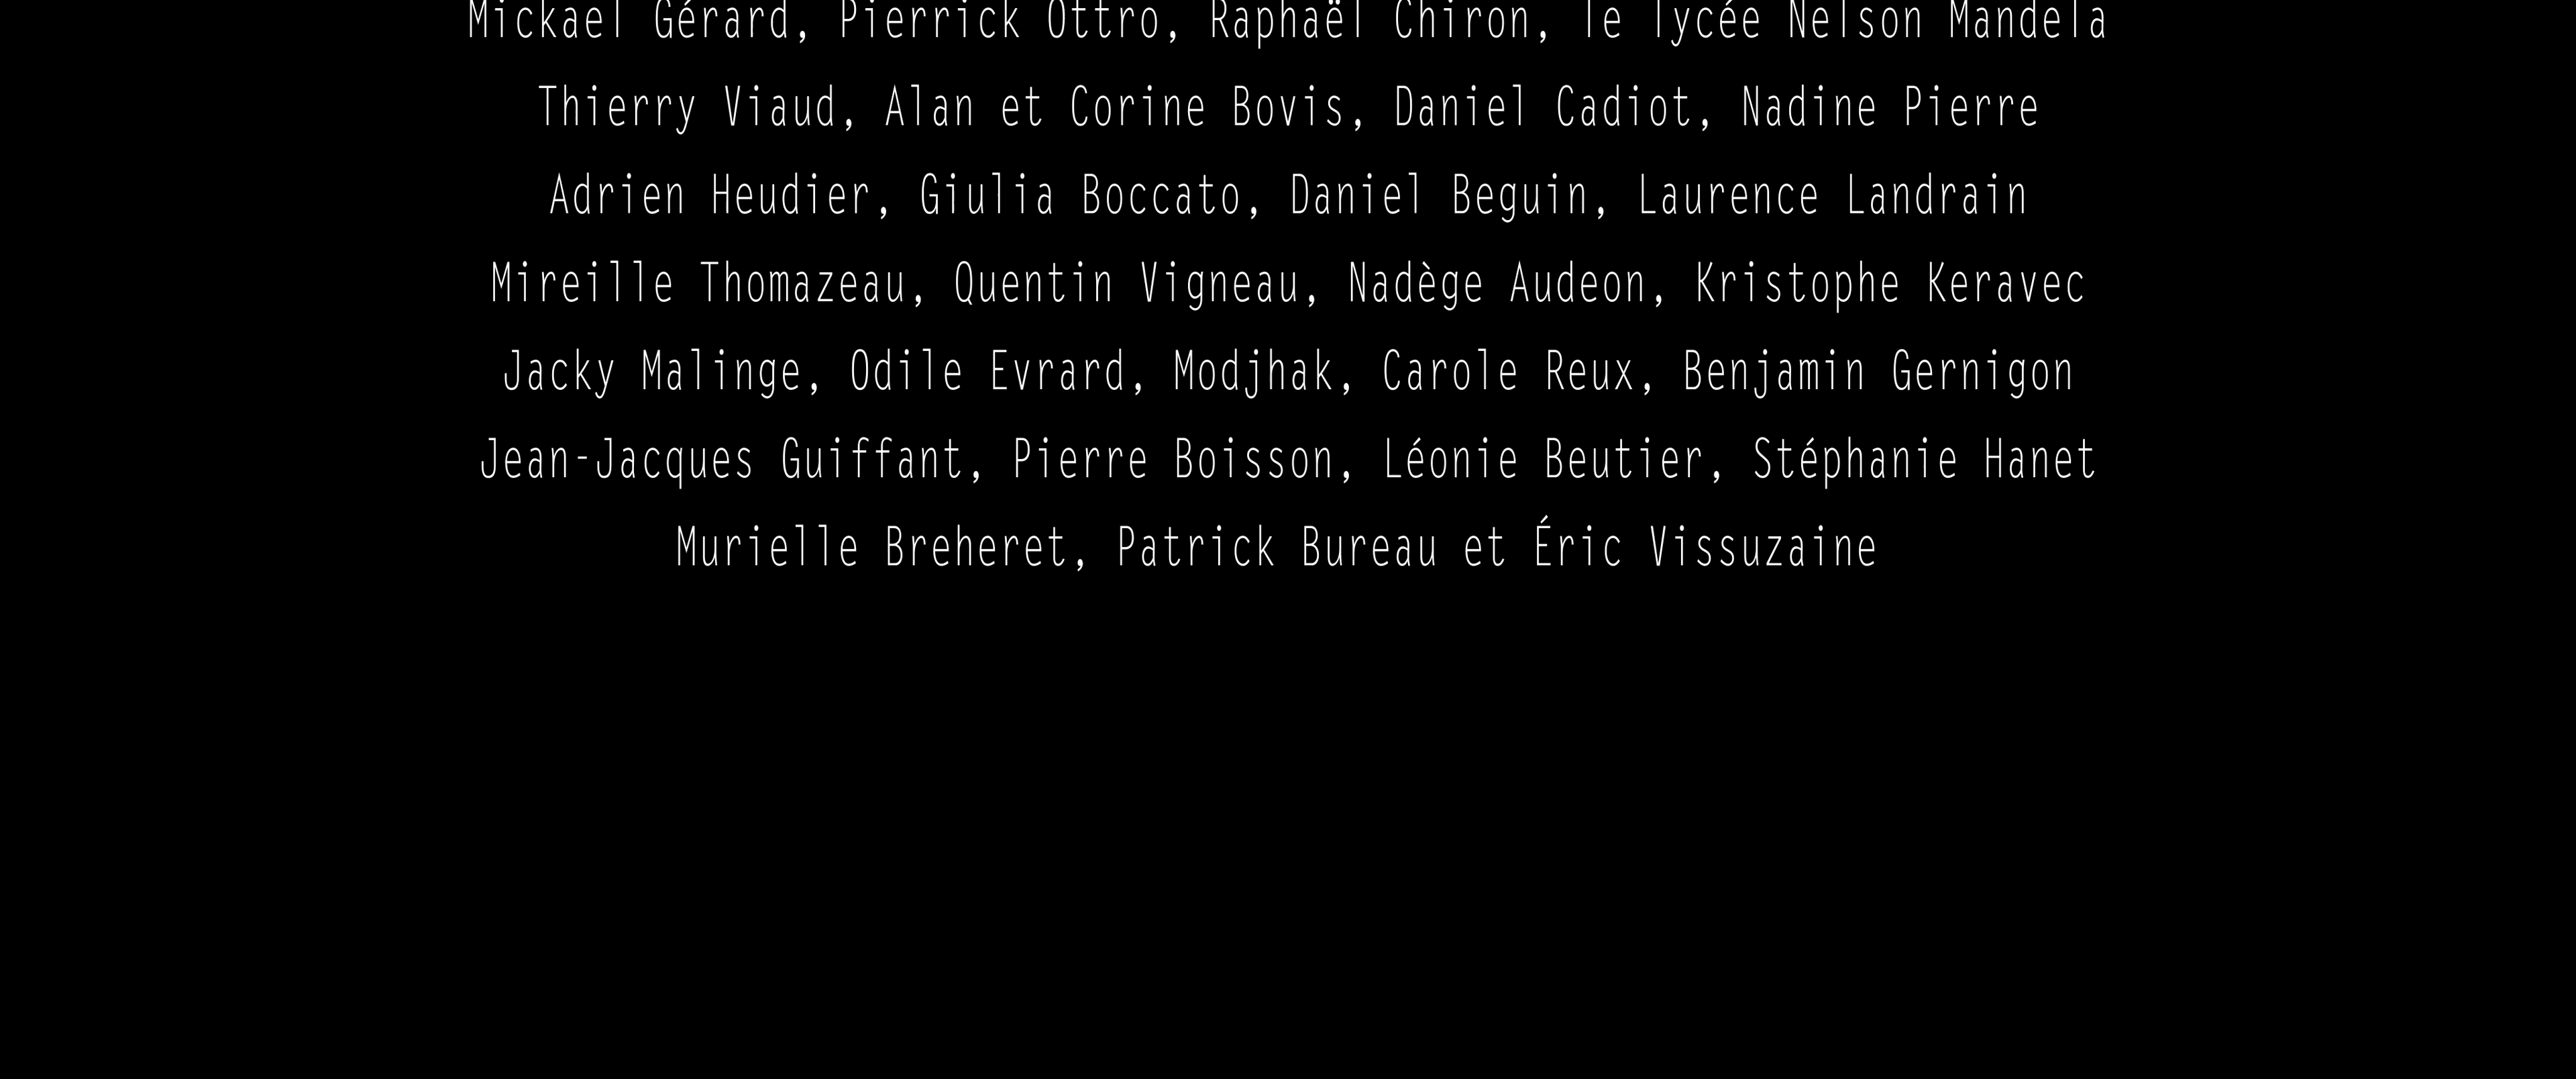 Mickael Gérard, Pierrick Ottro, Raphaël Chiron, le lycée Nelson Mandela
Thierry Viaud, Alan et Corine Bovis, Daniel Cadiot, Nadine Pierre
Adrien Heudier, Giulia Boccato, Daniel Beguin, Laurence Landrain
Mireille Thomazeau, Quentin Vigneau, Nadège Audeon, Kristophe Keravec
Jacky Malinge, Odile Evrard, Modjhak, Carole Reux, Benjamin Gernigon
Jean-Jacques Guiffant, Pierre Boisson, Léonie Beutier, Stéphanie Hanet
Murielle Breheret, Patrick Bureau et Éric Vissuzaine